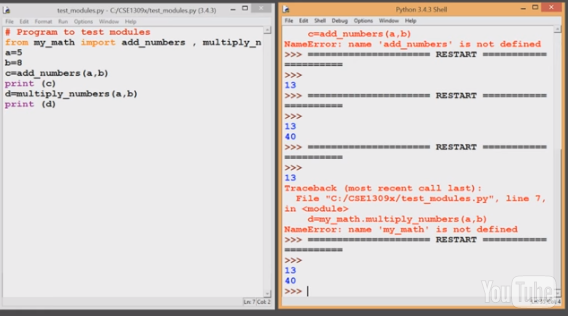 test_modules.py - C:/CSE1309x/test_modules.py (3.4.3)
File Edit Format Run Options Window Help
# Program to test modules
from my_math import add_numbers , multiply_n
a=5
b=8
c=add_numbers(a,b)
print (c)
d=multiply_numbers(a,b)
print (d)
Ln: 7 Col: 2
Python 3.4.3 Shell
File Edit Shell Debug Options Window Help
c=add_numbers(a,b)
NameError: name 'add_numbers' is not defined
>>> ===================== RESTART ===========
==========
>>>
13
>>> ===================== RESTART ===========
==========
>>>
13
40
>>> ===================== RESTART ===========
==========
>>>
13
Traceback (most recent call last):
File "C:/CSE1309x/test_modules.py", line 7,
in <module>
d=my_math.multiply_numbers(a,b)
NameError: name 'my_math' is not defined
>>> ===================== RESTART ===========
==========
>>>
13
40
>>>
YouTube